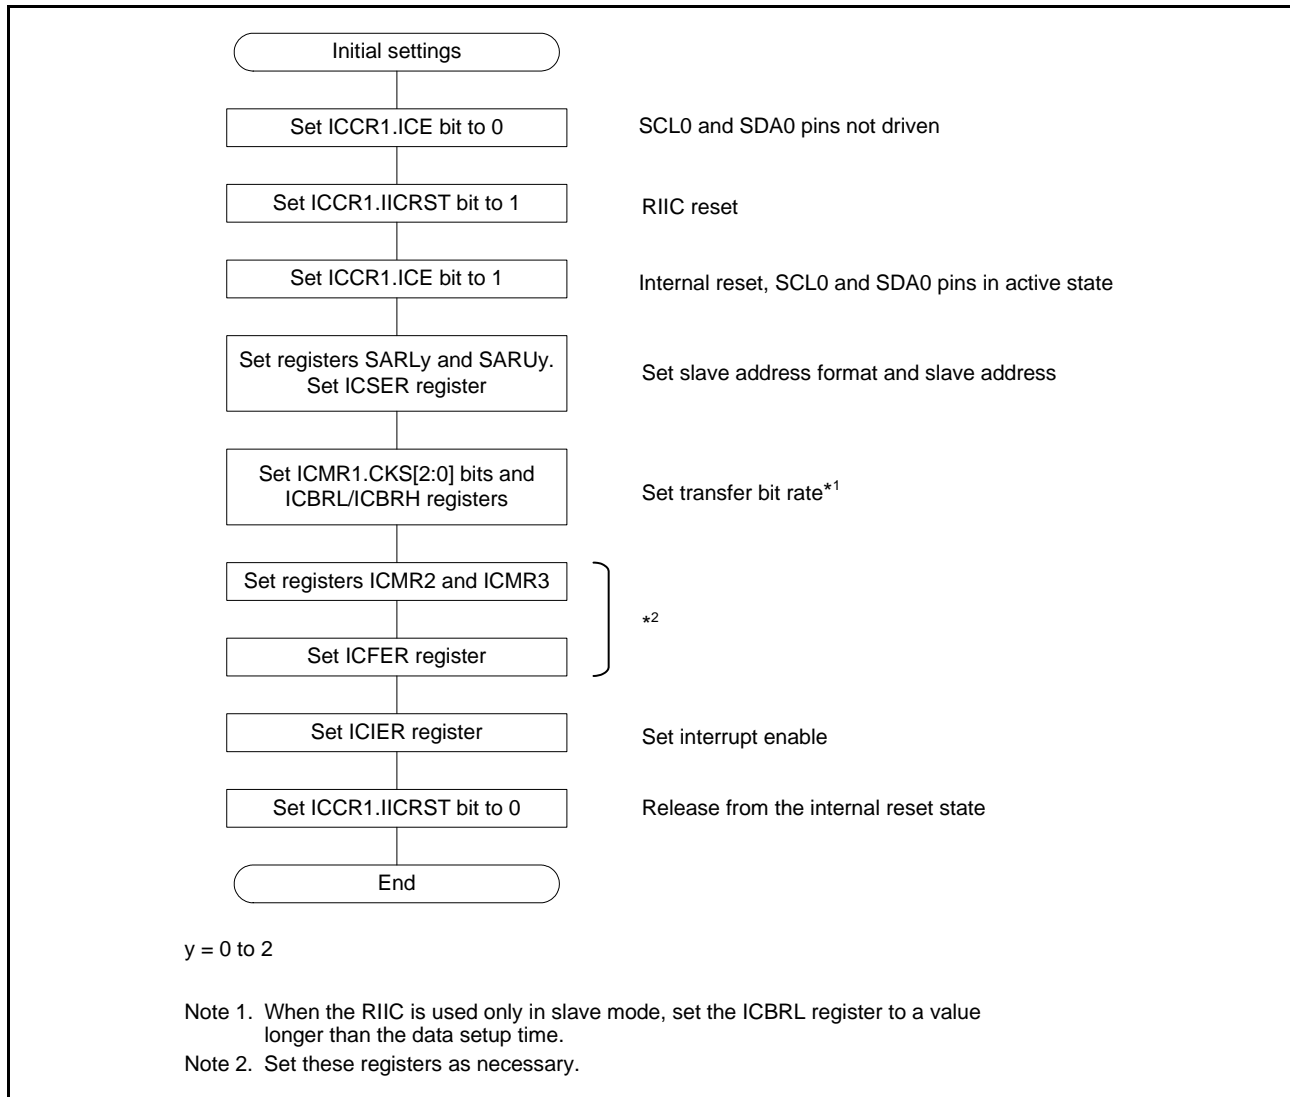 Initial settings
Set ICCR1.ICE bit to 0
SCL0 and SDA0 pins not driven
Set ICCR1.IICRST bit to 1
RIIC reset
Set ICCR1.ICE bit to 1
Internal reset, SCL0 and SDA0 pins in active state
Set registers SARLy and SARUy.
Set ICSER register
Set slave address format and slave address
Set ICMR1.CKS[2:0] bits and
ICBRL/ICBRH registers
Set transfer bit rate*1
Set registers ICMR2 and ICMR3
*2
Set ICFER register
Set ICIER register
Set interrupt enable
Set ICCR1.IICRST bit to 0
Release from the internal reset state
End
y = 0 to 2
Note 1. When the RIIC is used only in slave mode, set the ICBRL register to a value
longer than the data setup time.
Note 2. Set these registers as necessary.